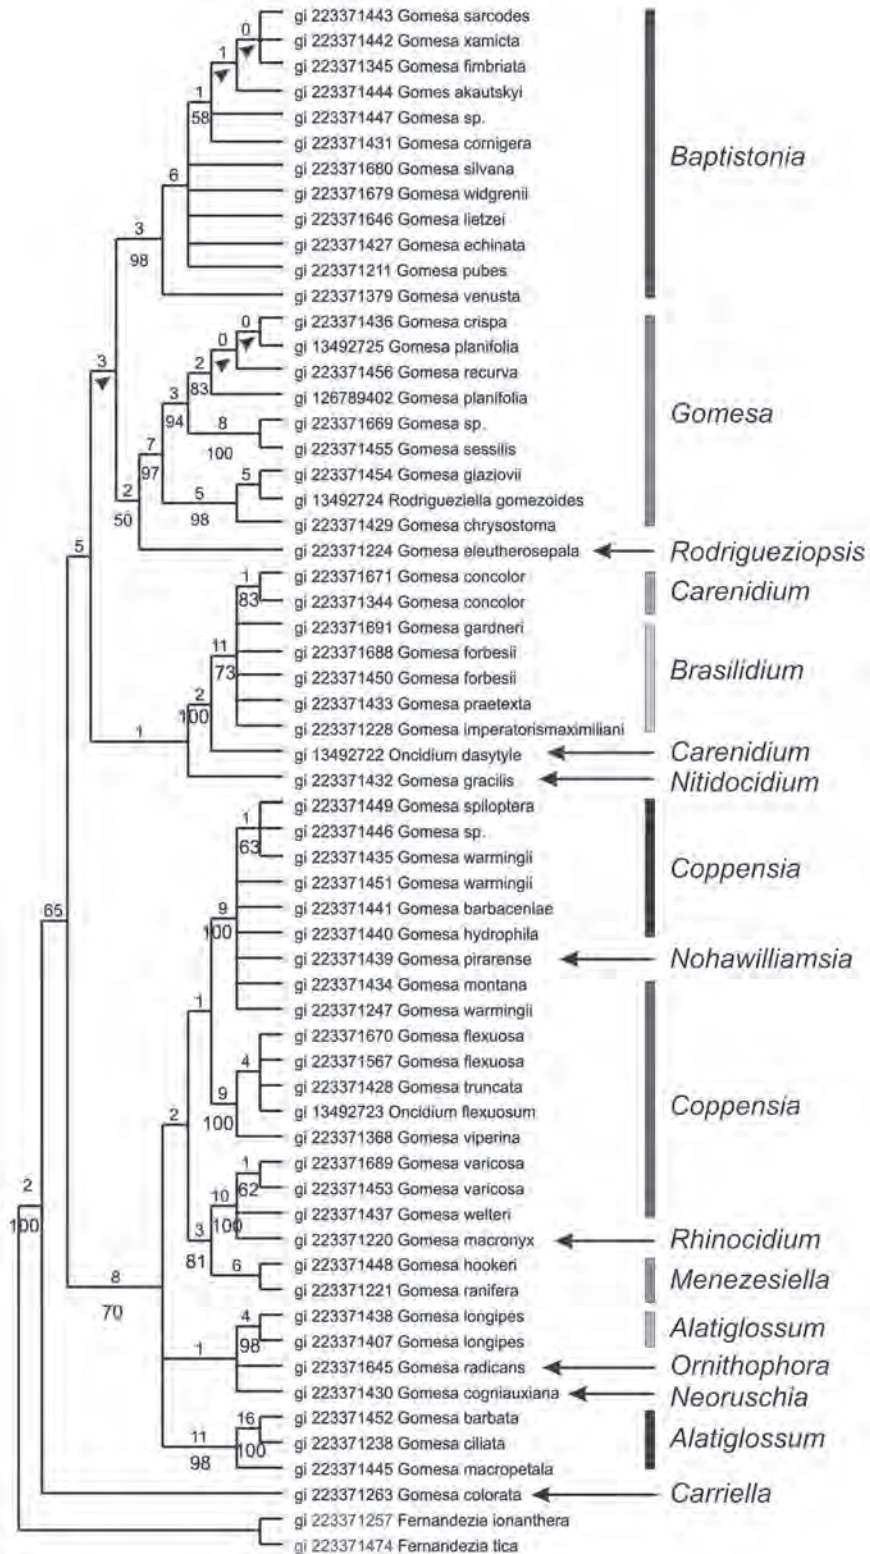 gi 223371443 Gomesa sarcodes
gi 223371442 Gomesa xamicta
gi 223371345 Gomesa fimbriata
gi 223371444 Gomes akautskyi
gi 223371447 Gomesa sp.
gi 223371431 Gomesa cornigera
gi 223371680 Gomesa silvana
gi 223371679 Gomesa widgrenii
gi 223371646 Gomesa lietzei
gi 223371427 Gomesa echinata
gi 223371211 Gomesa pubes
gi 223371379 Gomesa venusta
gi 223371436 Gomesa crispa
gi 13492725 Gomesa planifolia
gi 223371456 Gomesa recurva
gi 126789402 Gomesa planifolia
gi 223371669 Gomesa sp.
gi 223371455 Gomesa sessilis
gi 223371454 Gomesa glaziovii
gi 13492724 Rodrigueziella gomezoides
gi 223371429 Gomesa chrysostoma
gi 223371224 Gomesa eleutherosepala
gi 223371671 Gomesa concolor
gi 223371344 Gomesa concolor
gi 223371691 Gomesa gardneri
gi 223371688 Gomesa forbesii
gi 223371450 Gomesa forbesii
gi 223371433 Gomesa praetexta
gi 223371228 Gomesa imperatorismaximiliani
gi 13492722 Oncidium dasytyle
gi 223371432 Gomesa gracilis
gi 223371449 Gomesa spiloptera
gi 223371446 Gomesa sp.
gi 223371435 Gomesa warmingii
gi 223371451 Gomesa warmingii
gi 223371441 Gomesa barbaceniae
gi 223371440 Gomesa hydrophila
gi 223371439 Gomesa pirarense
gi 223371434 Gomesa montana
gi 223371247 Gomesa warmingii
gi 223371670 Gomesa flexuosa
gi 223371567 Gomesa flexuosa
gi 223371428 Gomesa truncata
gi 13492723 Oncidium flexuosum
gi 223371368 Gomesa viperina
gi 223371689 Gomesa varicosa
gi 223371453 Gomesa varicosa
gi 223371437 Gomesa welteri
gi 223371220 Gomesa macronyx
gi 223371448 Gomesa hookeri
gi 223371221 Gomesa ranifera
gi 223371438 Gomesa longipes
gi 223371407 Gomesa longipes
gi 223371645 Gomesa radicans
gi 223371430 Gomesa cogniauxiana
gi 223371452 Gomesa barbata
gi 223371238 Gomesa ciliata
gi 223371445 Gomesa macropetala
gi 223371263 Gomesa colorata
gi 223371257 Fernandezia ionanthera
gi 223371474 Fernandezia tica
Baptistonia
Gomesa
Rodrigueziopsis
Carenidium
Brasilidium
Carenidium
Nitidocidium
Coppensia
Nohawilliamsia
Coppensia
Rhinocidium
Menezesiella
Alatiglossum
Ornithophora
Neoruschia
Alatiglossum
Carriella
0
1
1
58
6
3
98
0
0
2
83
3
94
8
100
7
97
5
5
98
3
2
50
5
1
83
11
73
2
100
1
1
63
9
100
65
1
4
9
100
2
1
62
10
100
3
81
6
2
100
8
70
4
98
1
16
100
11
98